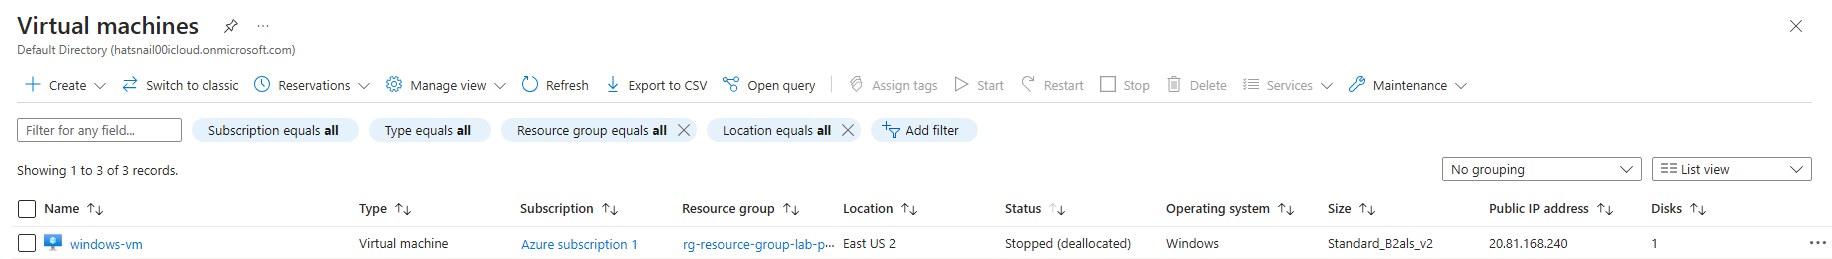 Virtual machines
Default Directory (hatsnail00icloud.onmicrosoft.com)
Create Switch to classic Reservations Manage view Refresh Export to CSV Open query Assign tags Start Restart Stop Delete Services Maintenance
Filter for any field... Subscription equals all Type equals all Resource group equals all Location equals all Add filter
Showing 1 to 3 of 3 records. No grouping List view
Name Type Subscription Resource group Location Status Operating system Size Public IP address Disks
windows-vm Virtual machine Azure subscription 1 rg-resource-group-lab-p... East US 2 Stopped (deallocated) Windows Standard_B2als_v2 20.81.168.240 1